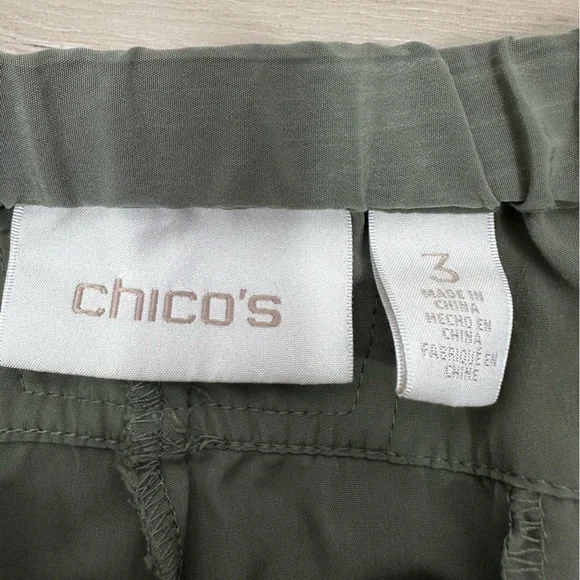 chico's
3
MADE IN
CHINA
HECHO EN
CHINA
FABRIQUÉ EN
CHINE